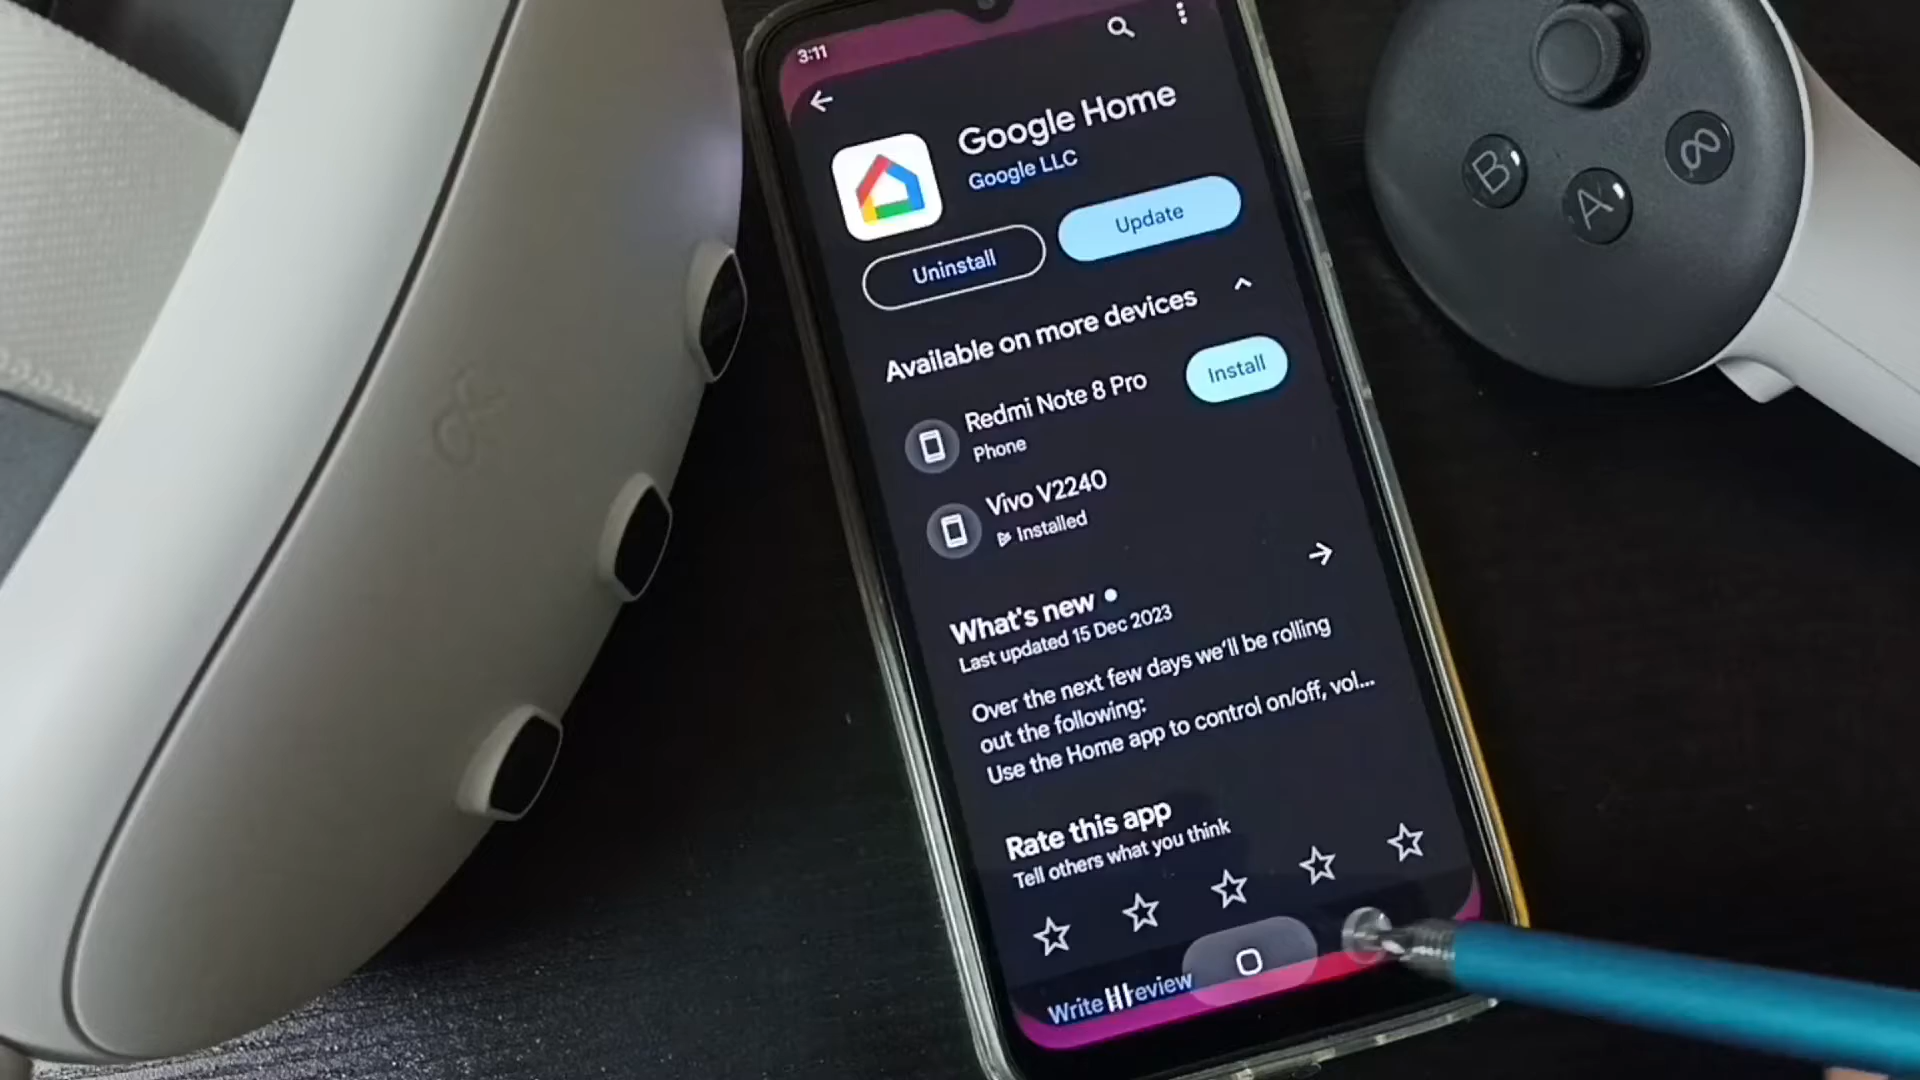 3:11
Google Home
Google LLC
Uninstall
Update
Available on more devices
Redmi Note 8 Pro
Phone
Install
Vivo V2240
Installed
What's new
Last updated 15 Dec 2023
Over the next few days we'll be rolling
out the following:
Use the Home app to control on/off, vol...
Rate this app
Tell others what you think
Write a review
B
A